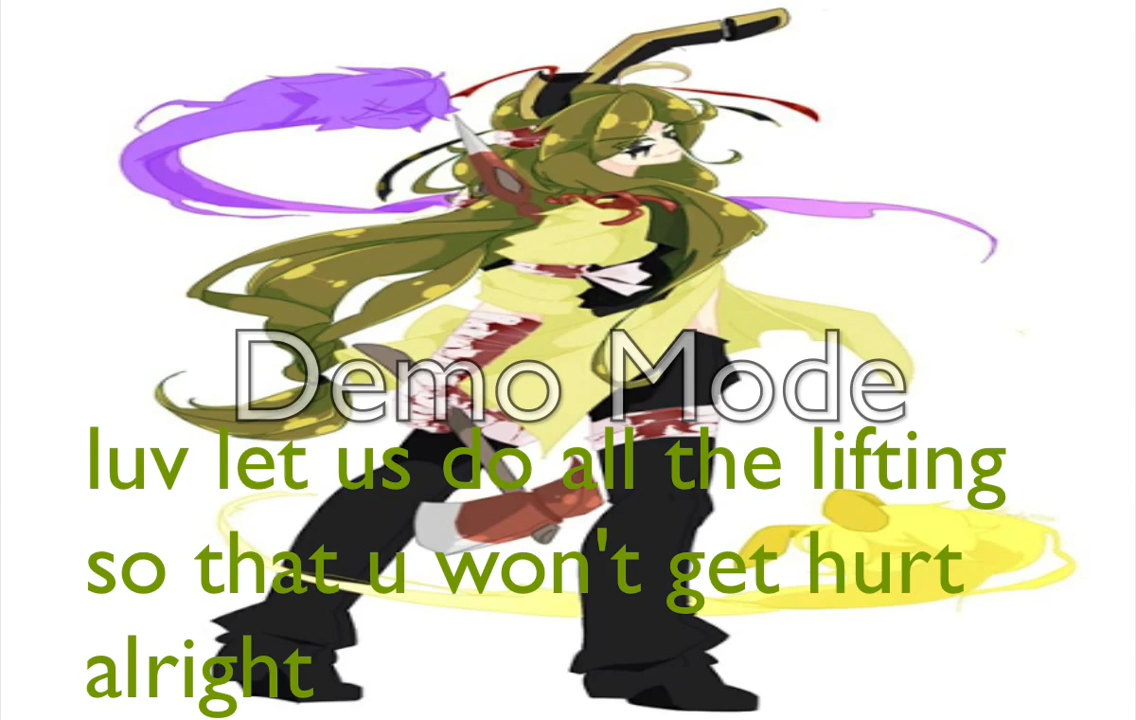 Demo Mode
luv let us do all the lifting
so that u won't get hurt
alright